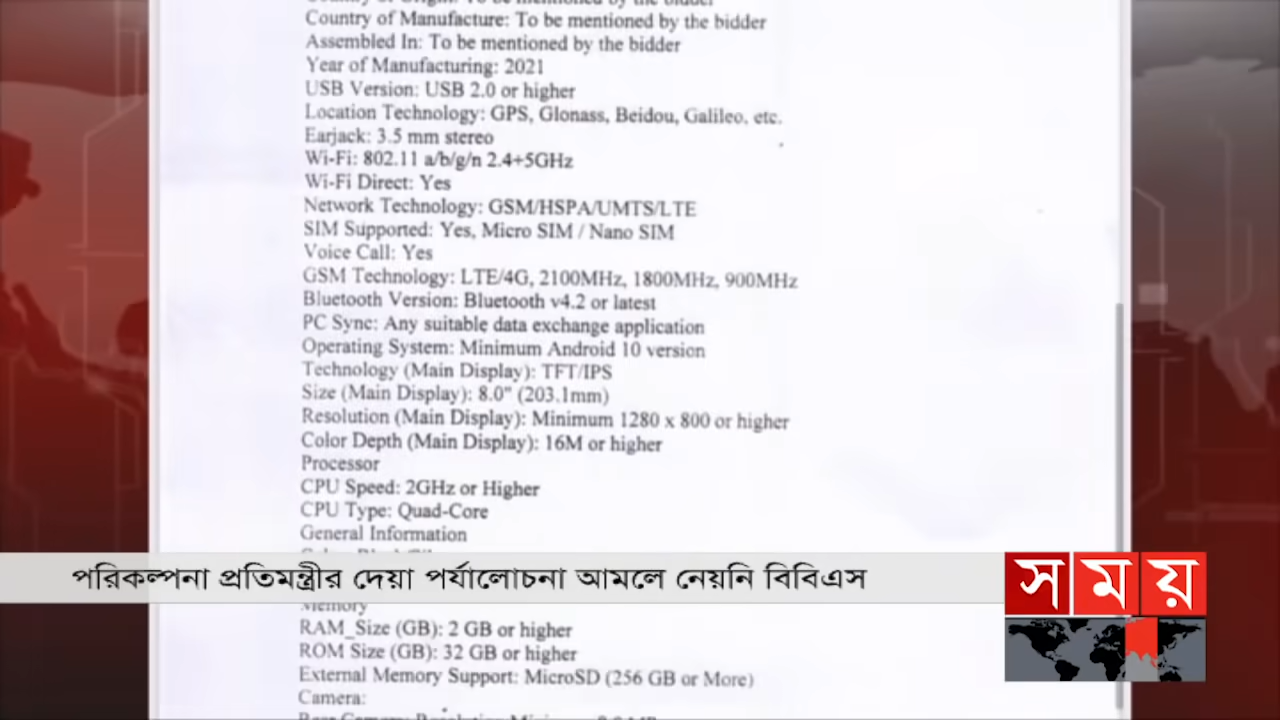 Country of Manufacture: To be mentioned by the bidder
Assembled In: To be mentioned by the bidder
Year of Manufacturing: 2021
USB Version: USB 2.0 or higher
Location Technology: GPS, Glonass, Beidou, Galileo, etc.
Earjack: 3.5 mm stereo
Wi-Fi: 802.11 a/b/g/n 2.4+5GHz
Wi-Fi Direct: Yes
Network Technology: GSM/HSPA/UMTS/LTE
SIM Supported: Yes, Micro SIM / Nano SIM
Voice Call: Yes
GSM Technology: LTE/4G, 2100MHz, 1800MHz, 900MHz
Bluetooth Version: Bluetooth v4.2 or latest
PC Sync: Any suitable data exchange application
Operating System: Minimum Android 10 version
Technology (Main Display): TFT/IPS
Size (Main Display): 8.0" (203.1mm)
Resolution (Main Display): Minimum 1280 x 800 or higher
Color Depth (Main Display): 16M or higher
Processor
CPU Speed: 2GHz or Higher
CPU Type: Quad-Core
General Information
পরিকল্পনা প্রতিমন্ত্রীর দেয়া পর্যালোচনা আমলে নেয়নি বিবিএস
সময়
Memory
RAM_Size (GB): 2 GB or higher
ROM Size (GB): 32 GB or higher
External Memory Support: MicroSD (256 GB or More)
Camera: